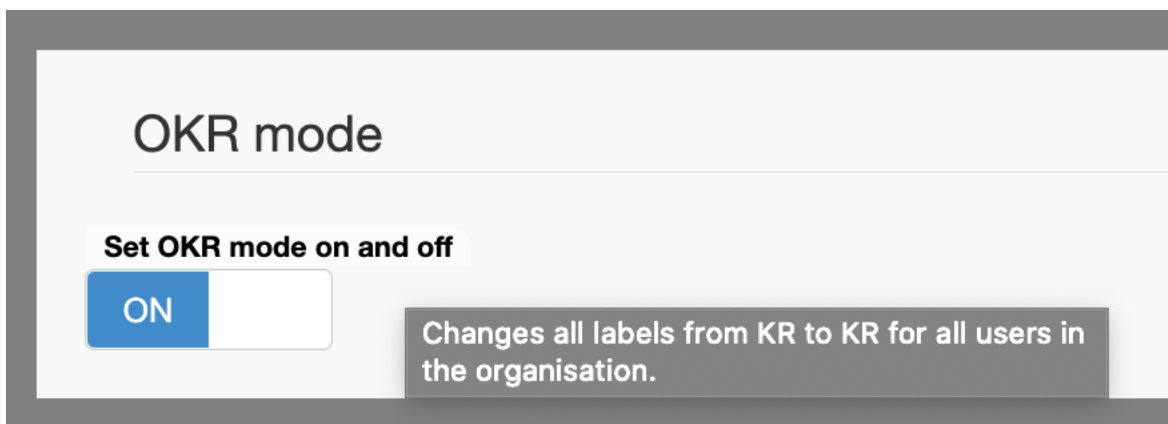 OKR mode
Set OKR mode on and off
ON
Changes all labels from KR to KR for all users in
the organisation.